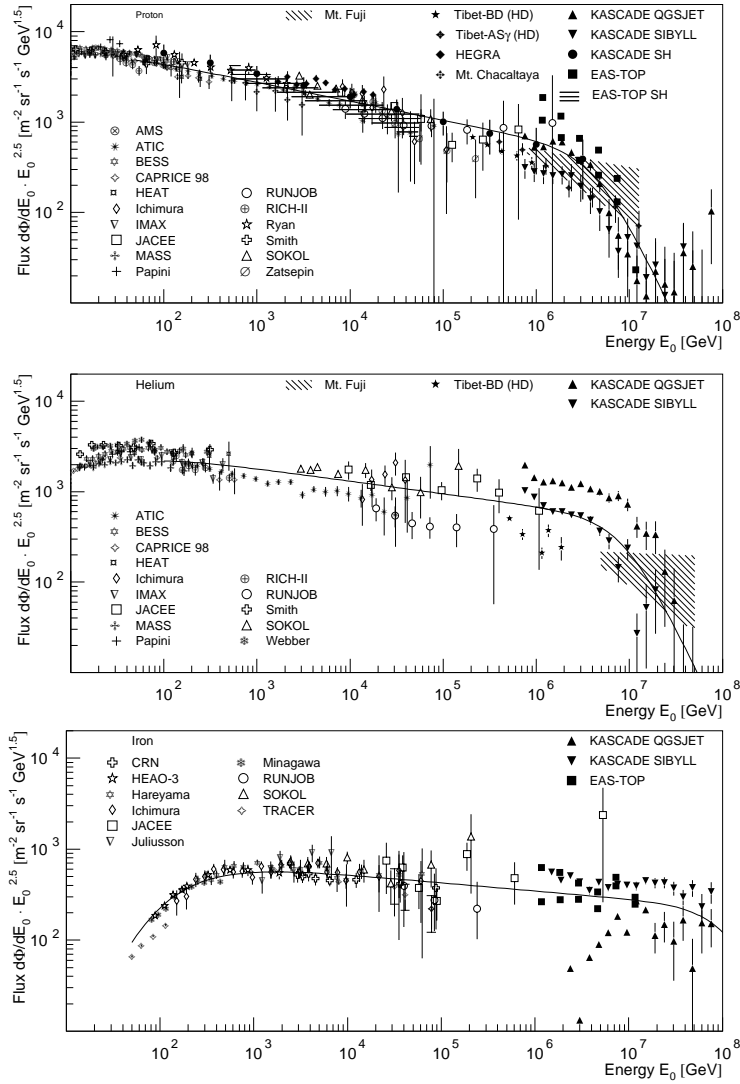 Flux dΦ/dE0 · E0 2.5 [m-2 sr-1 s-1 GeV1.5]
10 4
10 3
10 2
Proton
Mt. Fuji
Tibet-BD (HD)
Tibet-ASγ (HD)
HEGRA
Mt. Chacaltaya
KASCADE QGSJET
KASCADE SIBYLL
KASCADE SH
EAS-TOP
EAS-TOP SH
AMS
ATIC
BESS
CAPRICE 98
HEAT
Ichimura
IMAX
JACEE
MASS
Papini
RUNJOB
RICH-II
Ryan
Smith
SOKOL
Zatsepin
10 2
10 3
10 4
10 5
10 6
10 7
10 8
Energy E0 [GeV]
Flux dΦ/dE0 · E0 2.5 [m-2 sr-1 s-1 GeV1.5]
10 4
10 3
10 2
Helium
Mt. Fuji
Tibet-BD (HD)
KASCADE QGSJET
KASCADE SIBYLL
ATIC
BESS
CAPRICE 98
HEAT
Ichimura
IMAX
JACEE
MASS
Papini
RICH-II
RUNJOB
Smith
SOKOL
Webber
10 2
10 3
10 4
10 5
10 6
10 7
10 8
Energy E0 [GeV]
Flux dΦ/dE0 · E0 2.5 [m-2 sr-1 s-1 GeV1.5]
10 4
10 3
10 2
Iron
CRN
HEAO-3
Hareyama
Ichimura
JACEE
Juliusson
Minagawa
RUNJOB
SOKOL
TRACER
KASCADE QGSJET
KASCADE SIBYLL
EAS-TOP
10 2
10 3
10 4
10 5
10 6
10 7
10 8
Energy E0 [GeV]